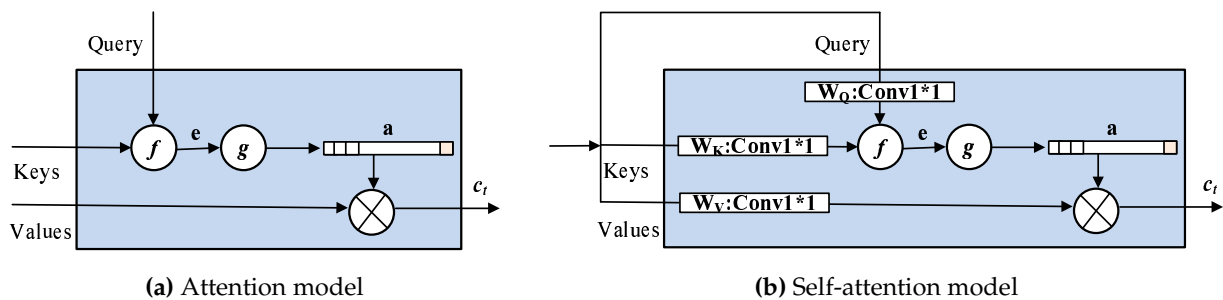 Query
f
e
g
a
Keys
Values
c_t
(a) Attention model
Query
W_Q:Conv1*1
W_K:Conv1*1
f
e
g
a
Keys
W_V:Conv1*1
Values
c_t
(b) Self-attention model